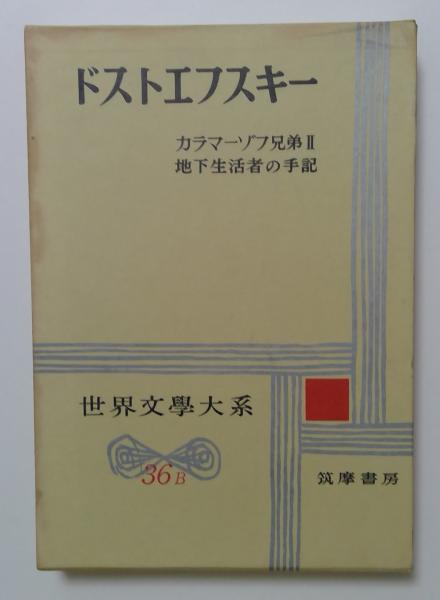 ドストエフスキー
カラマーゾフ兄弟Ⅱ
地下生活者の手記
世界文學大系
36B
筑摩書房